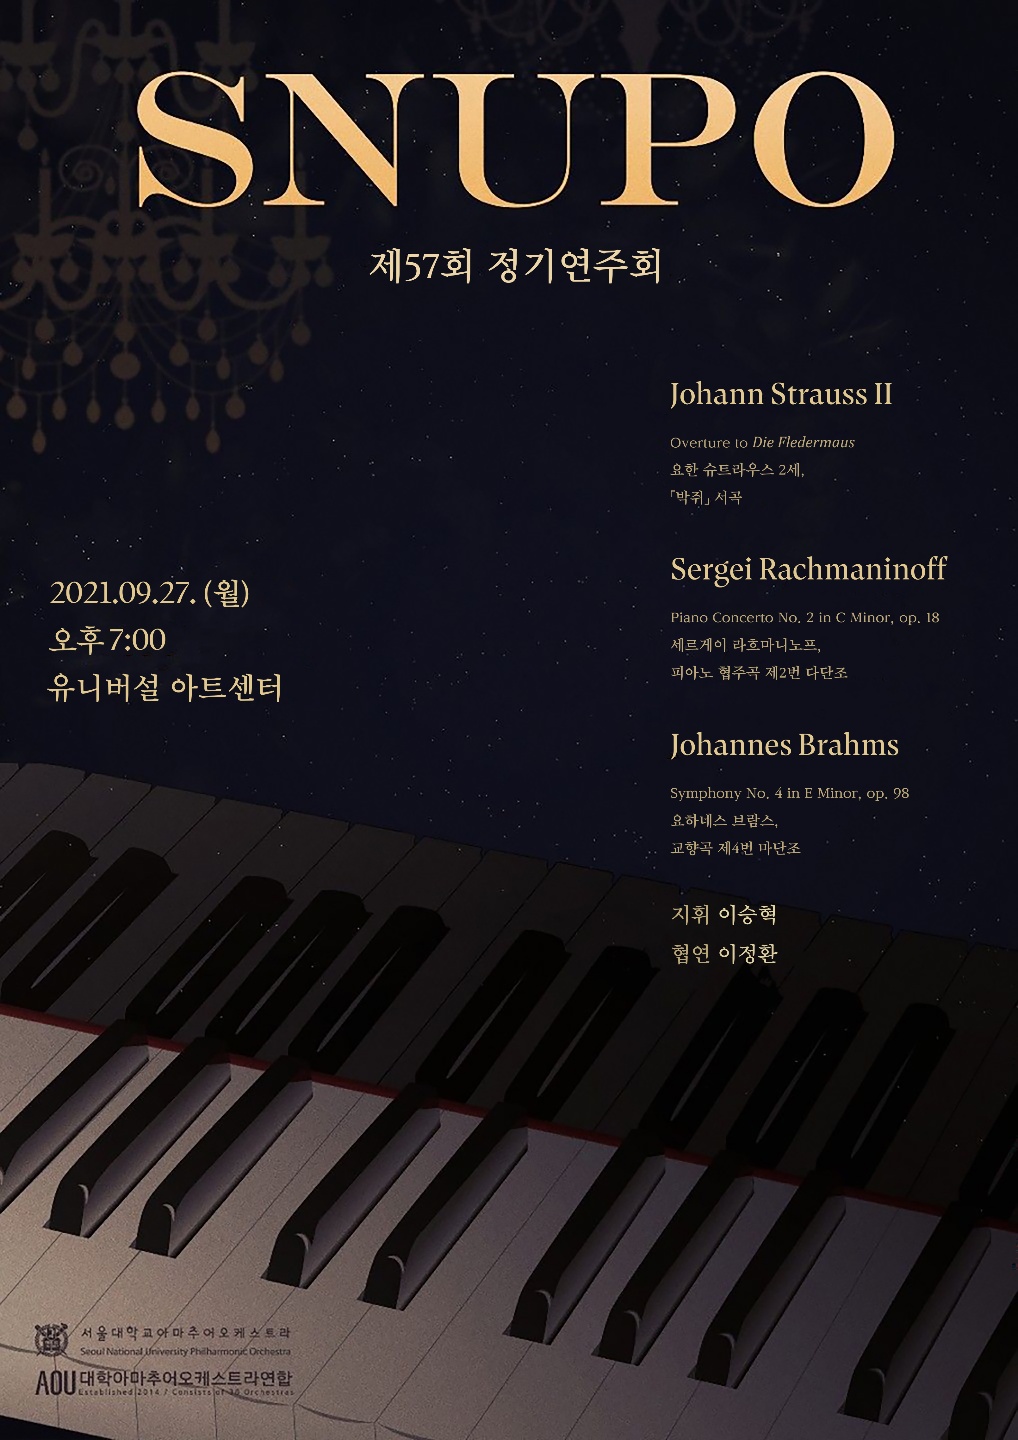 SNUPO
제57회 정기연주회
Johann Strauss II
Overture to Die Fledermaus
요한 슈트라우스 2세,
「박쥐」 서곡
2021.09.27. (월)
오후 7:00
유니버설 아트센터
Sergei Rachmaninoff
Piano Concerto No. 2 in C Minor, op. 18
세르게이 라흐마니노프,
피아노 협주곡 제2번 다단조
Johannes Brahms
Symphony No. 4 in E Minor, op. 98
요하네스 브람스,
교향곡 제4번 마단조
지휘 이승혁
협연 이정환
서울대학교아마추어오케스트라
Seoul National University Philharmonic Orchestra
AOU 대학아마추어오케스트라연합
Established 2014 / Consists of 30 Orchestras